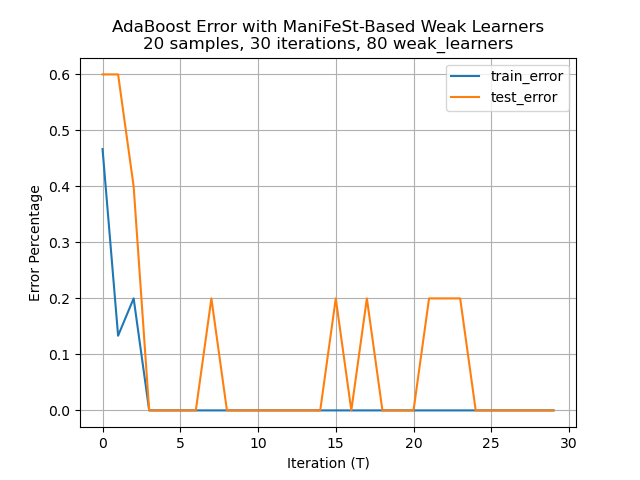 AdaBoost Error with ManiFeSt-Based Weak Learners
20 samples, 30 iterations, 80 weak_learners
train_error
test_error
0.6
0.5
0.4
0.3
0.2
0.1
0.0
Error Percentage
0 5 10 15 20 25 30
Iteration (T)